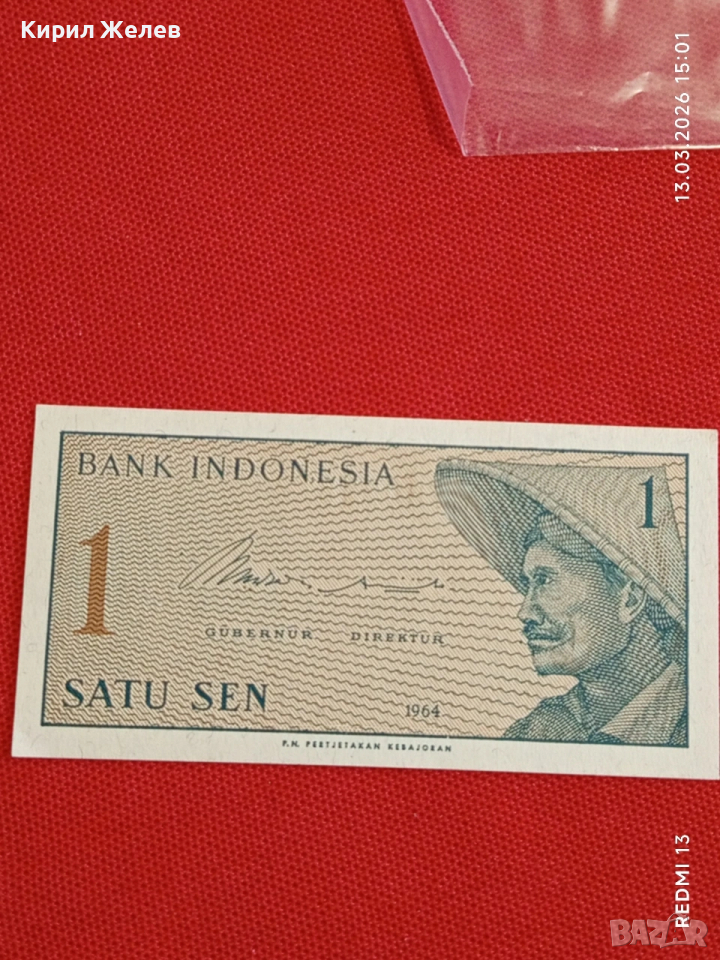 Кирил Желев
13.03.2026 15:01
BANK INDONESIA
1
1
GUBERNUR DIREKTUR
SATU SEN
1964
P.N. PERTJETAKAN KEBAJORAN
REDMI 13
BAZAR